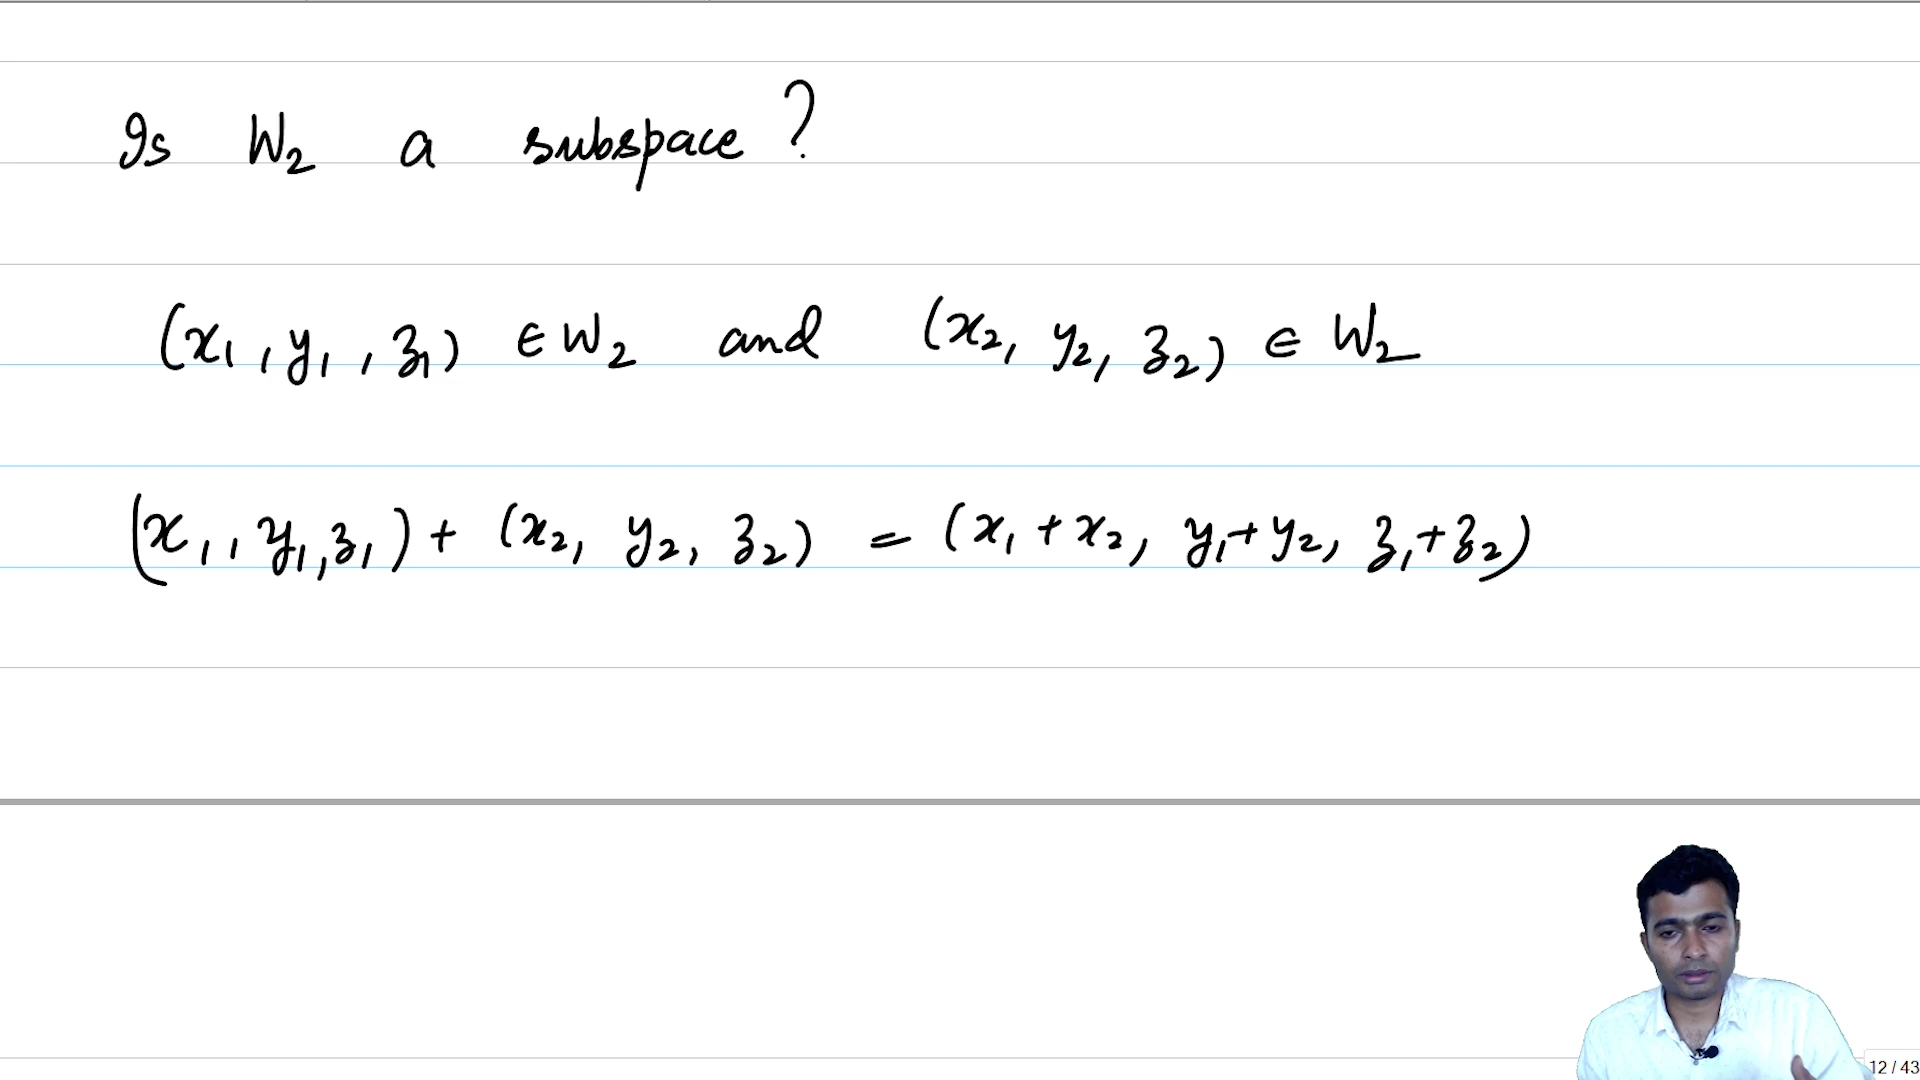 Is W₂ a subspace?
(x₁, y₁, z₁) ∈ W₂ and (x₂, y₂, z₂) ∈ W₂
(x₁, y₁, z₁) + (x₂, y₂, z₂) = (x₁+x₂, y₁+y₂, z₁+z₂)
12 / 43